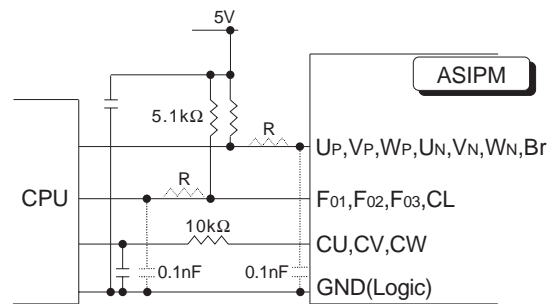 5V
ASIPM
5.1kΩ
R
UP,VP,WP,UN,VN,WN,Br
CPU
R
F01,F02,F03,CL
10kΩ
CU,CV,CW
0.1nF
0.1nF
GND(Logic)